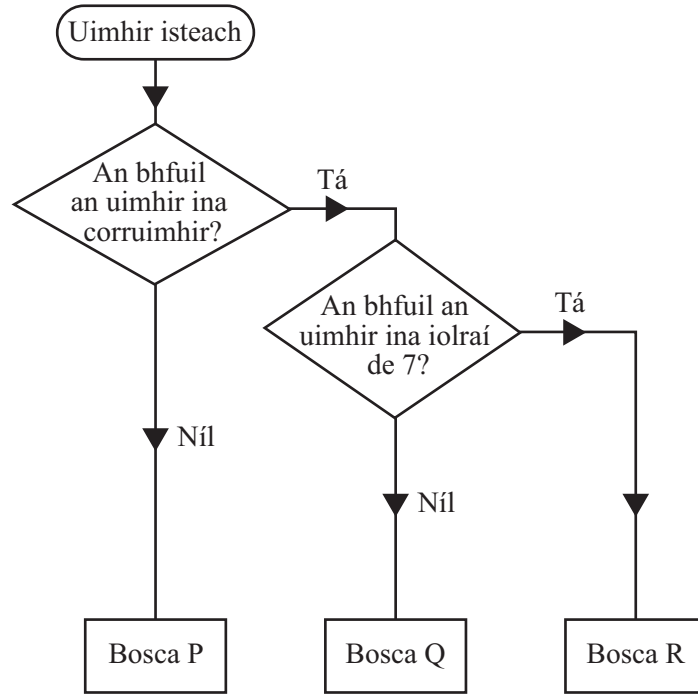 Uimhir isteach
An bhfuil
an uimhir ina
corruimhir?
Tá
An bhfuil an
uimhir ina iolraí
de 7?
Tá
Níl
Níl
Bosca P
Bosca Q
Bosca R